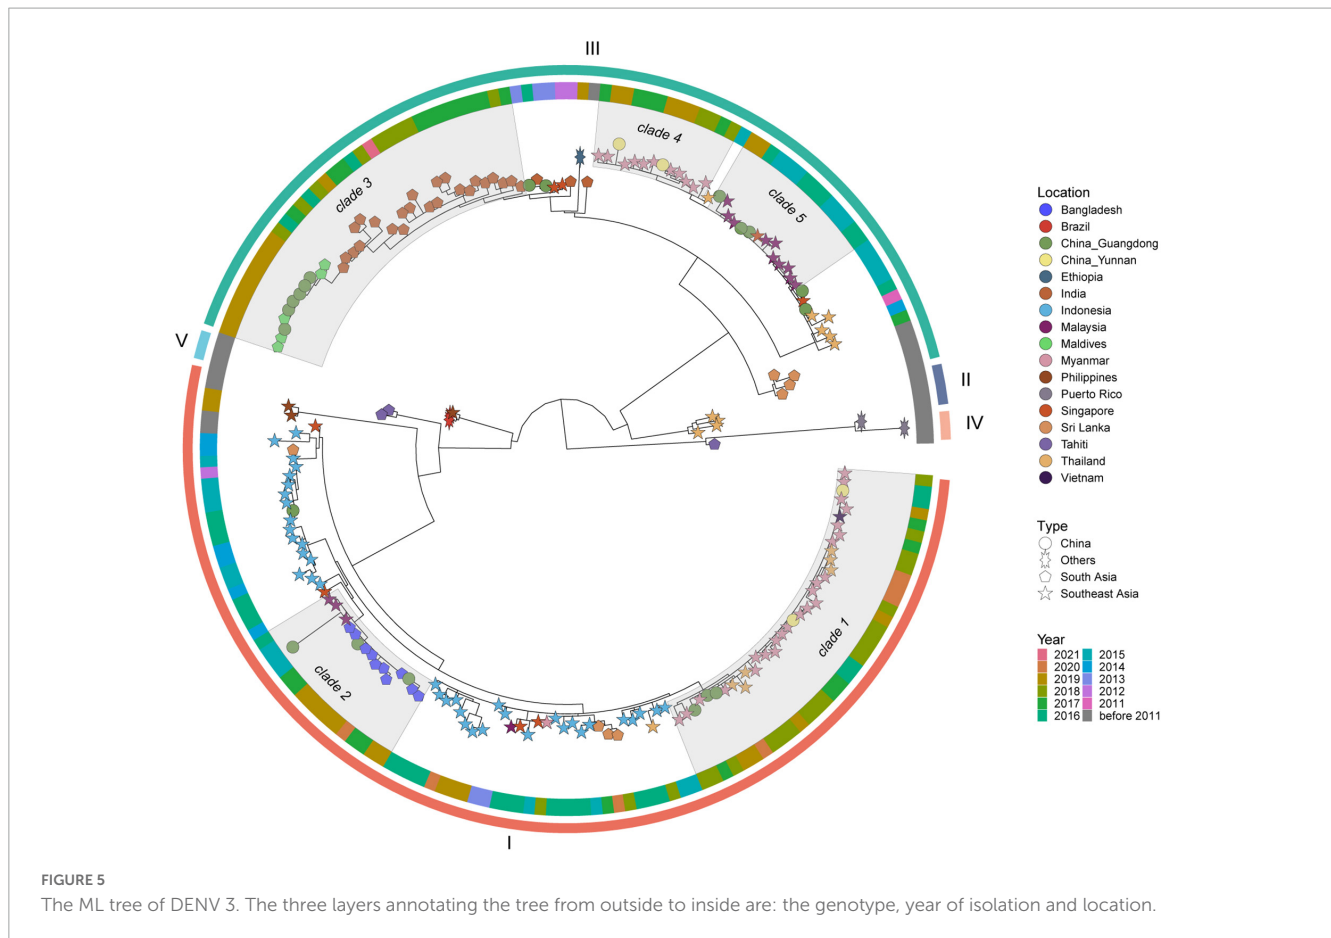 III
clade 4
clade 3
clade 5
V
II
IV
clade 1
clade 2
I
Location
Bangladesh
Brazil
China_Guangdong
China_Yunnan
Ethiopia
India
Indonesia
Malaysia
Maldives
Myanmar
Philippines
Puerto Rico
Singapore
Sri Lanka
Tahiti
Thailand
Vietnam
Type
China
Others
South Asia
Southeast Asia
Year
2021 2015
2020 2014
2019 2013
2018 2012
2017 2011
2016 before 2011
FIGURE 5
The ML tree of DENV 3. The three layers annotating the tree from outside to inside are: the genotype, year of isolation and location.